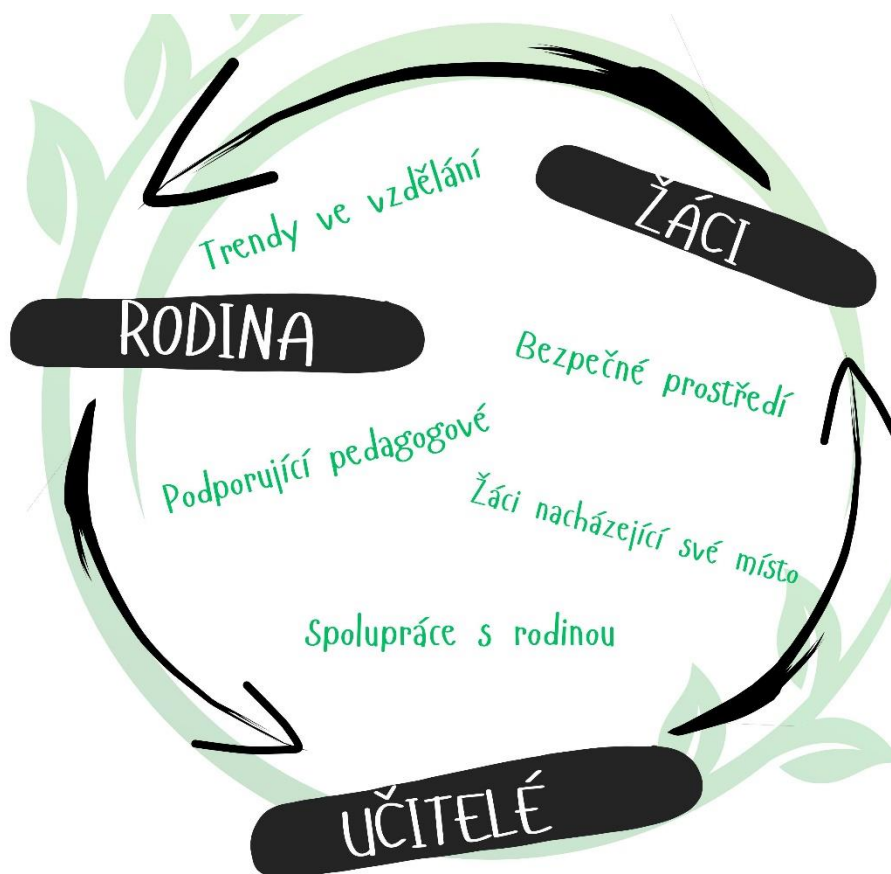 Trendy ve vzdělání
ŽÁCI
RODINA
Bezpečné prostředí
Podporující pedagogové
Žáci nacházející své místo
Spolupráce s rodinou
UČITELÉ